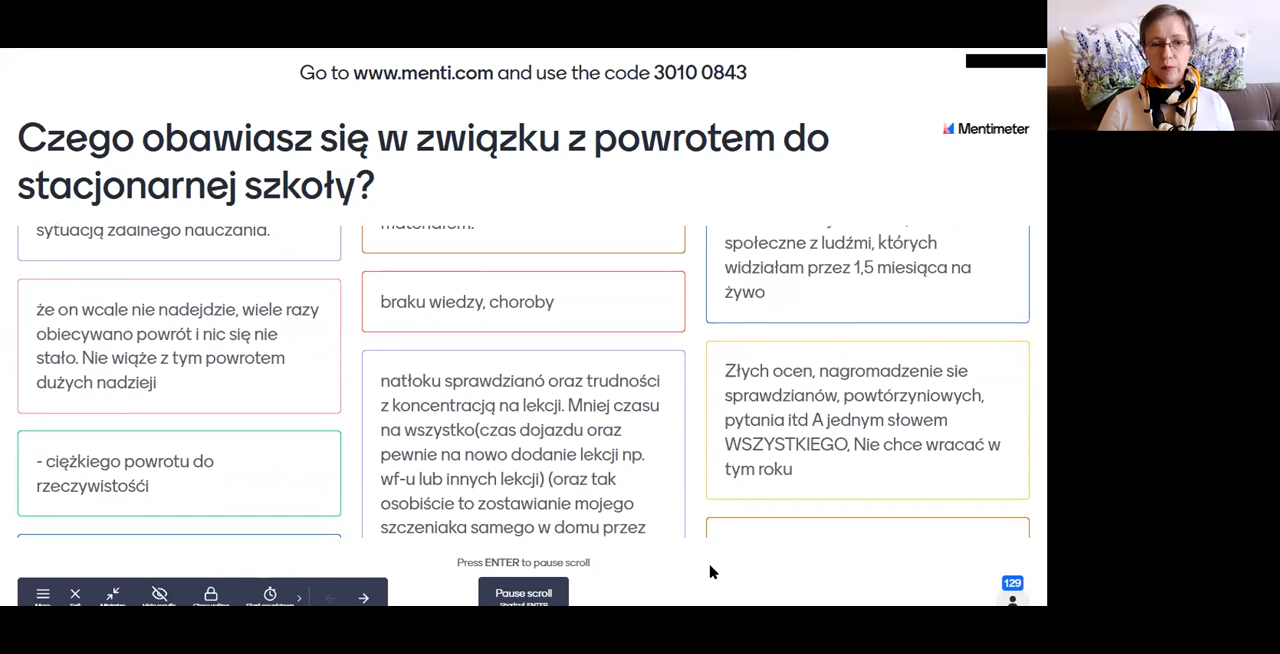 Go to www.menti.com and use the code 3010 0843
Mentimeter
Czego obawiasz się w związku z powrotem do
stacjonarnej szkoły?
sytuacją zdalnego nauczania.
że on wcale nie nadejdzie, wiele razy
obiecywano powrót i nic się nie
stało. Nie wiąże z tym powrotem
dużych nadzieji
- ciężkiego powrotu do
rzeczywistośći
materiałem.
braku wiedzy, choroby
natłoku sprawdzianó oraz trudności
z koncentracją na lekcji. Mniej czasu
na wszystko(czas dojazdu oraz
pewnie na nowo dodanie lekcji np.
wf-u lub innych lekcji) (oraz tak
osobiście to zostawianie mojego
szczeniaka samego w domu przez
społeczne z ludźmi, których
widziałam przez 1,5 miesiąca na
żywo
Złych ocen, nagromadzenie sie
sprawdzianów, powtórzyniowych,
pytania itd A jednym słowem
WSZYSTKIEGO, Nie chce wracać w
tym roku
Press ENTER to pause scroll
Pause scroll
Shortcut ENTER
129